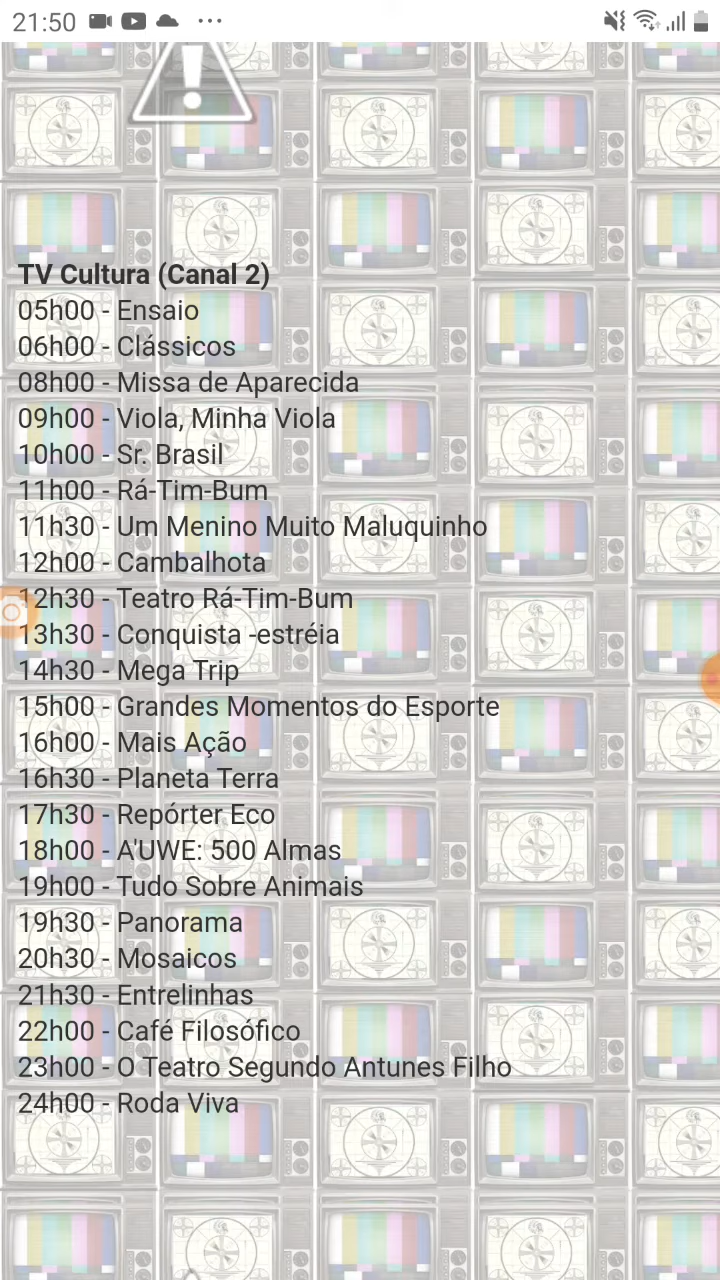 21:50
TV Cultura (Canal 2)
05h00 - Ensaio
06h00 - Clássicos
08h00 - Missa de Aparecida
09h00 - Viola, Minha Viola
10h00 - Sr. Brasil
11h00 - Rá-Tim-Bum
11h30 - Um Menino Muito Maluquinho
12h00 - Cambalhota
12h30 - Teatro Rá-Tim-Bum
13h30 - Conquista -estréia
14h30 - Mega Trip
15h00 - Grandes Momentos do Esporte
16h00 - Mais Ação
16h30 - Planeta Terra
17h30 - Repórter Eco
18h00 - A'UWE: 500 Almas
19h00 - Tudo Sobre Animais
19h30 - Panorama
20h30 - Mosaicos
21h30 - Entrelinhas
22h00 - Café Filosófico
23h00 - O Teatro Segundo Antunes Filho
24h00 - Roda Viva